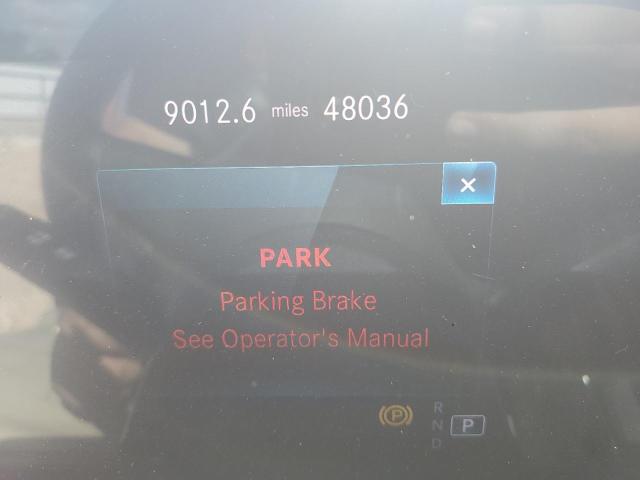 9012.6 miles 48036
×
PARK
Parking Brake
See Operator's Manual
R
N
(P) P
D